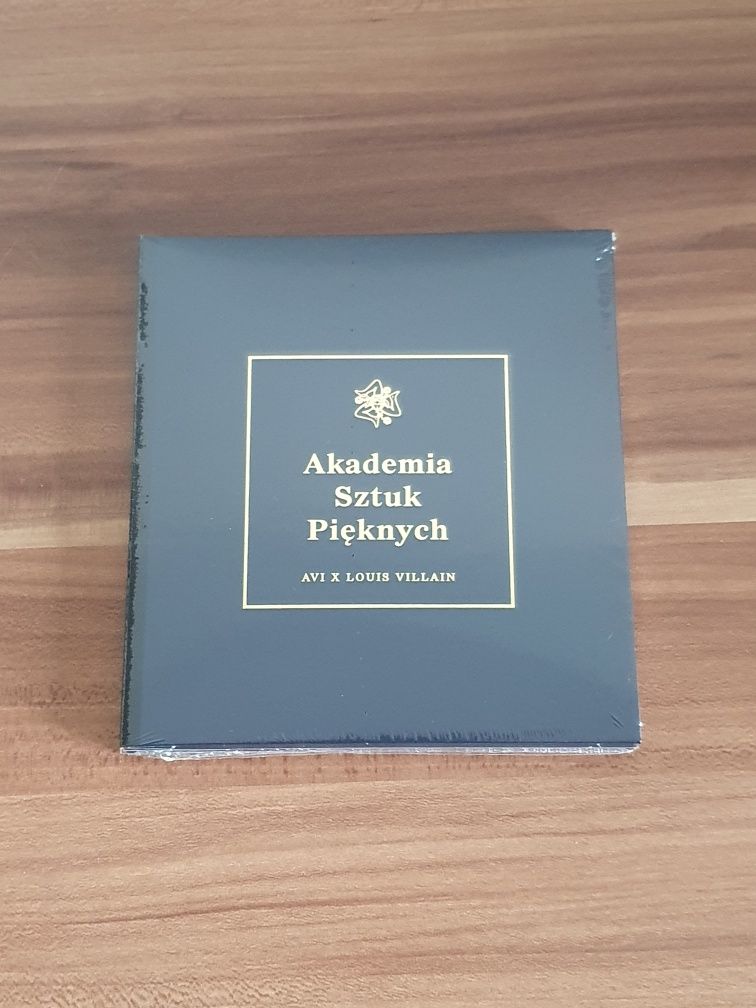 Akademia
Sztuk
Pięknych
AVI X LOUIS VILLAIN